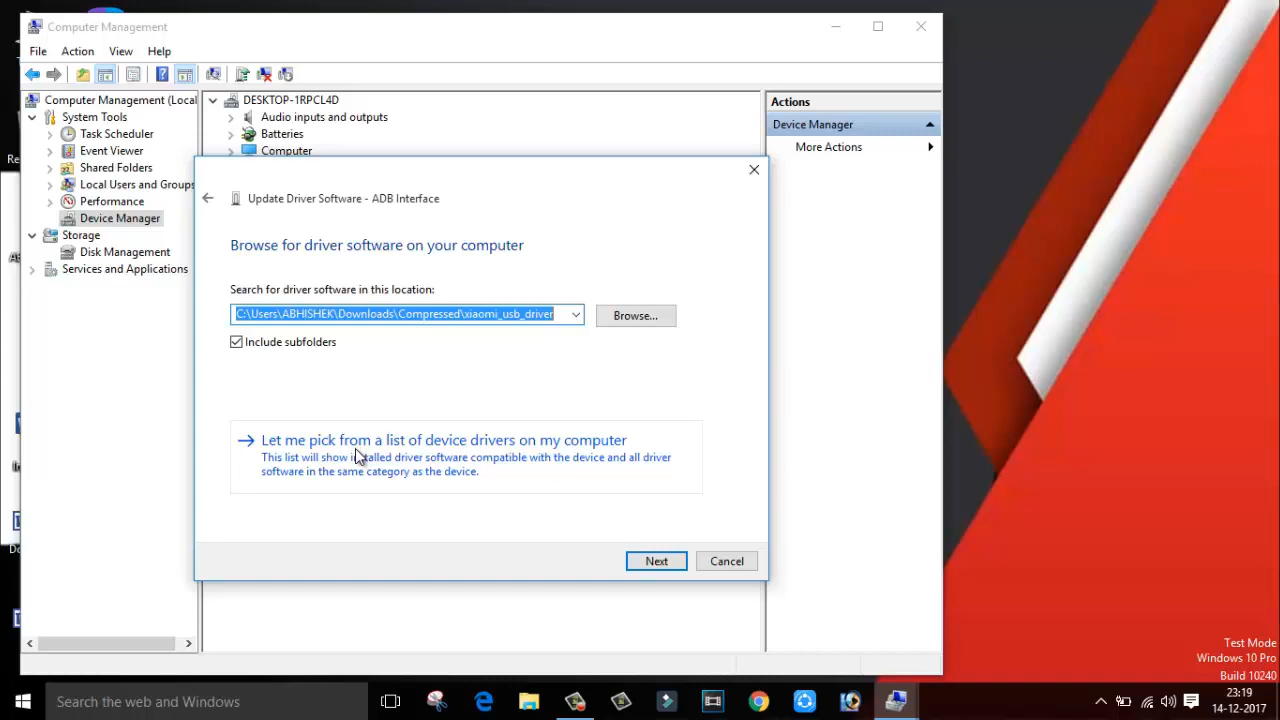 Computer Management
File Action View Help
Computer Management (Local
System Tools
Task Scheduler
Event Viewer
Shared Folders
Local Users and Groups
Performance
Device Manager
Storage
Disk Management
Services and Applications
DESKTOP-1RPCL4D
Audio inputs and outputs
Batteries
Computer
Actions
Device Manager
More Actions
Update Driver Software - ADB Interface
Browse for driver software on your computer
Search for driver software in this location:
C:\Users\ABHISHEK\Downloads\Compressed\xiaomi_usb_driver
Browse...
Include subfolders
Let me pick from a list of device drivers on my computer
This list will show installed driver software compatible with the device and all driver
software in the same category as the device.
Next Cancel
Test Mode
Windows 10 Pro
Build 10240
Search the web and Windows
23:19
14-12-2017